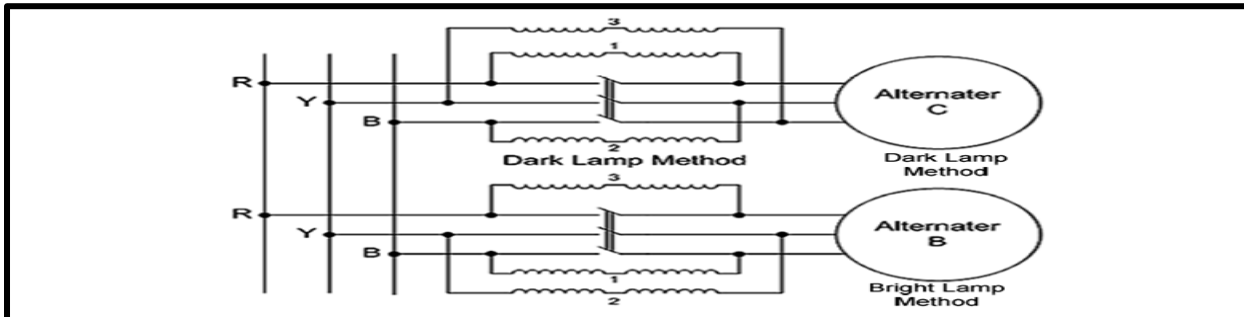 3
1
R
Y
B
Alternater
C
2
Dark Lamp Method
Dark Lamp
Method
3
R
Y
B
Alternater
B
1
2
Bright Lamp
Method